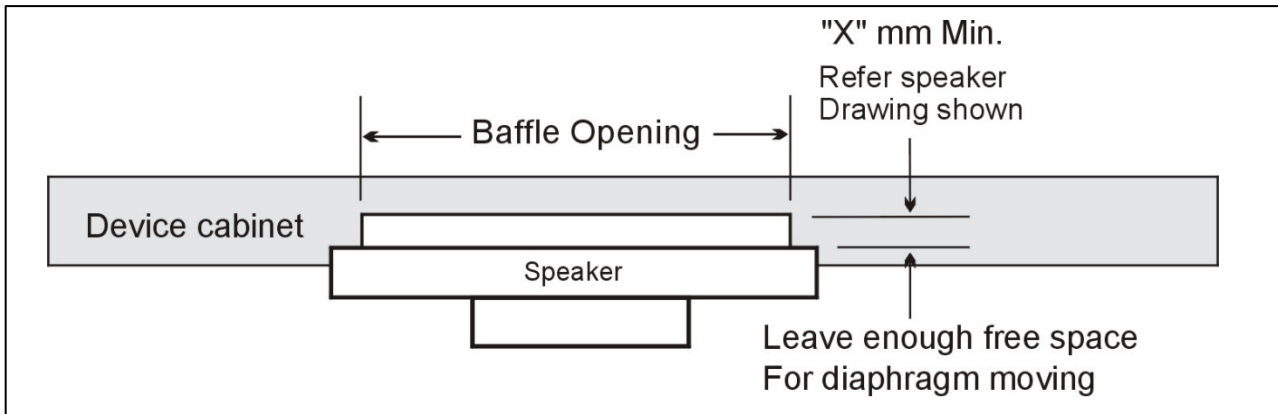 "X" mm Min.
Refer speaker
Drawing shown
Baffle Opening
Device cabinet
Speaker
Leave enough free space
For diaphragm moving